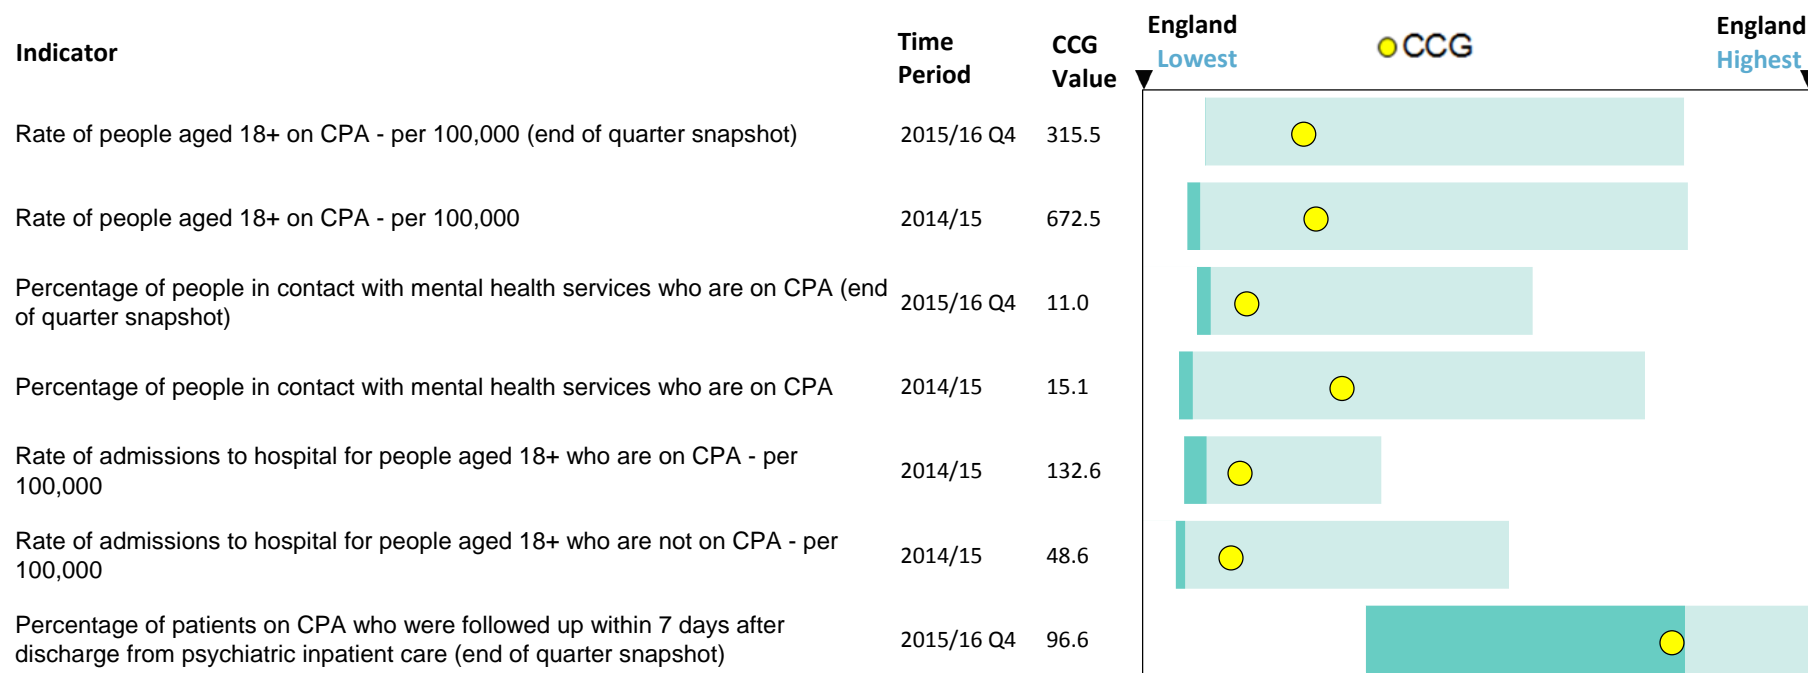 Indicator
Time
Period
CCG
Value
England
Lowest
CCG
England
Highest
Rate of people aged 18+ on CPA - per 100,000 (end of quarter snapshot) 2015/16 Q4 315.5
Rate of people aged 18+ on CPA - per 100,000 2014/15 672.5
Percentage of people in contact with mental health services who are on CPA (end
of quarter snapshot) 2015/16 Q4 11.0
Percentage of people in contact with mental health services who are on CPA 2014/15 15.1
Rate of admissions to hospital for people aged 18+ who are on CPA - per
100,000 2014/15 132.6
Rate of admissions to hospital for people aged 18+ who are not on CPA - per
100,000 2014/15 48.6
Percentage of patients on CPA who were followed up within 7 days after
discharge from psychiatric inpatient care (end of quarter snapshot) 2015/16 Q4 96.6